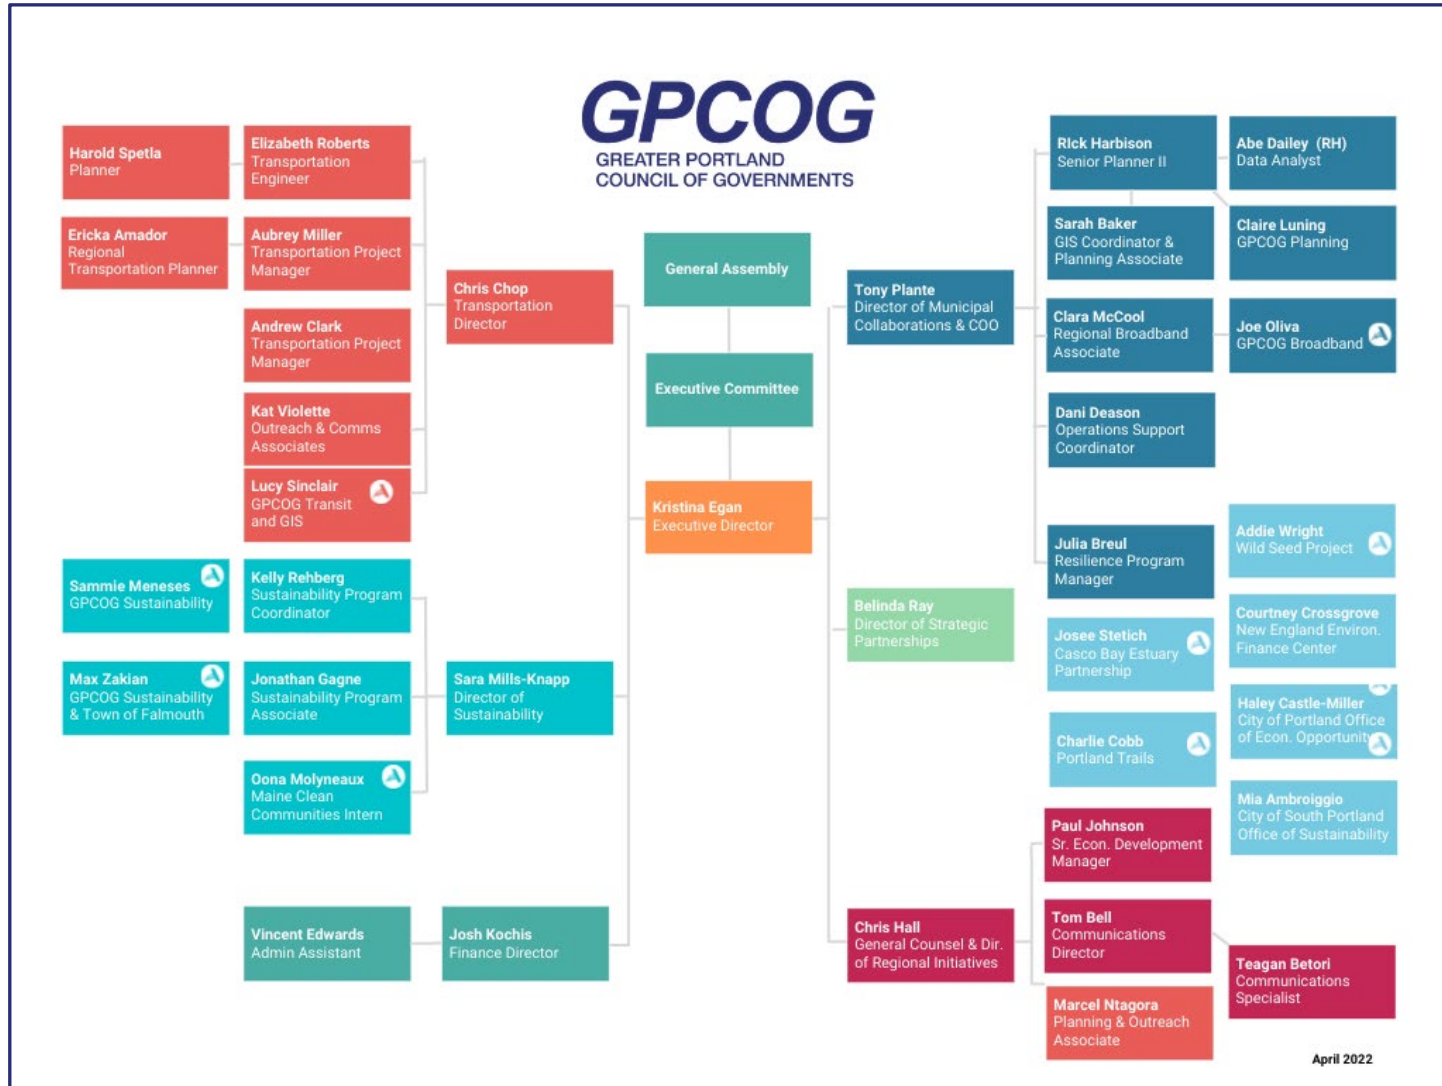 GPCOG
GREATER PORTLAND
COUNCIL OF GOVERNMENTS
Harold Spetla
Planner
Elizabeth Roberts
Transportation
Engineer
Ericka Amador
Regional
Transportation Planner
Aubrey Miller
Transportation Project
Manager
Andrew Clark
Transportation Project
Manager
Kat Violette
Outreach & Comms
Associates
Lucy Sinclair
GPCOG Transit
and GIS
Chris Chop
Transportation
Director
Sammie Meneses
GPCOG Sustainability
Kelly Rehberg
Sustainability Program
Coordinator
Max Zakian
GPCOG Sustainability
& Town of Falmouth
Jonathan Gagne
Sustainability Program
Associate
Sara Mills-Knapp
Director of
Sustainability
Oona Molyneaux
Maine Clean
Communities Intern
Vincent Edwards
Admin Assistant
Josh Kochis
Finance Director
General Assembly
Executive Committee
Kristina Egan
Executive Director
Tony Plante
Director of Municipal
Collaborations & COO
Belinda Ray
Director of Strategic
Partnerships
Chris Hall
General Counsel & Dir.
of Regional Initiatives
RIck Harbison
Senior Planner II
Abe Dailey (RH)
Data Analyst
Sarah Baker
GIS Coordinator &
Planning Associate
Claire Luning
GPCOG Planning
Clara McCool
Regional Broadband
Associate
Joe Oliva
GPCOG Broadband
Dani Deason
Operations Support
Coordinator
Julia Breul
Resilience Program
Manager
Addie Wright
Wild Seed Project
Josee Stetich
Casco Bay Estuary
Partnership
Courtney Crossgrove
New England Environ.
Finance Center
Charlie Cobb
Portland Trails
Haley Castle-Miller
City of Portland Office
of Econ. Opportunity
Mia Ambroiggio
City of South Portland
Office of Sustainability
Paul Johnson
Sr. Econ. Development
Manager
Tom Bell
Communications
Director
Teagan Betori
Communications
Specialist
Marcel Ntagora
Planning & Outreach
Associate
April 2022